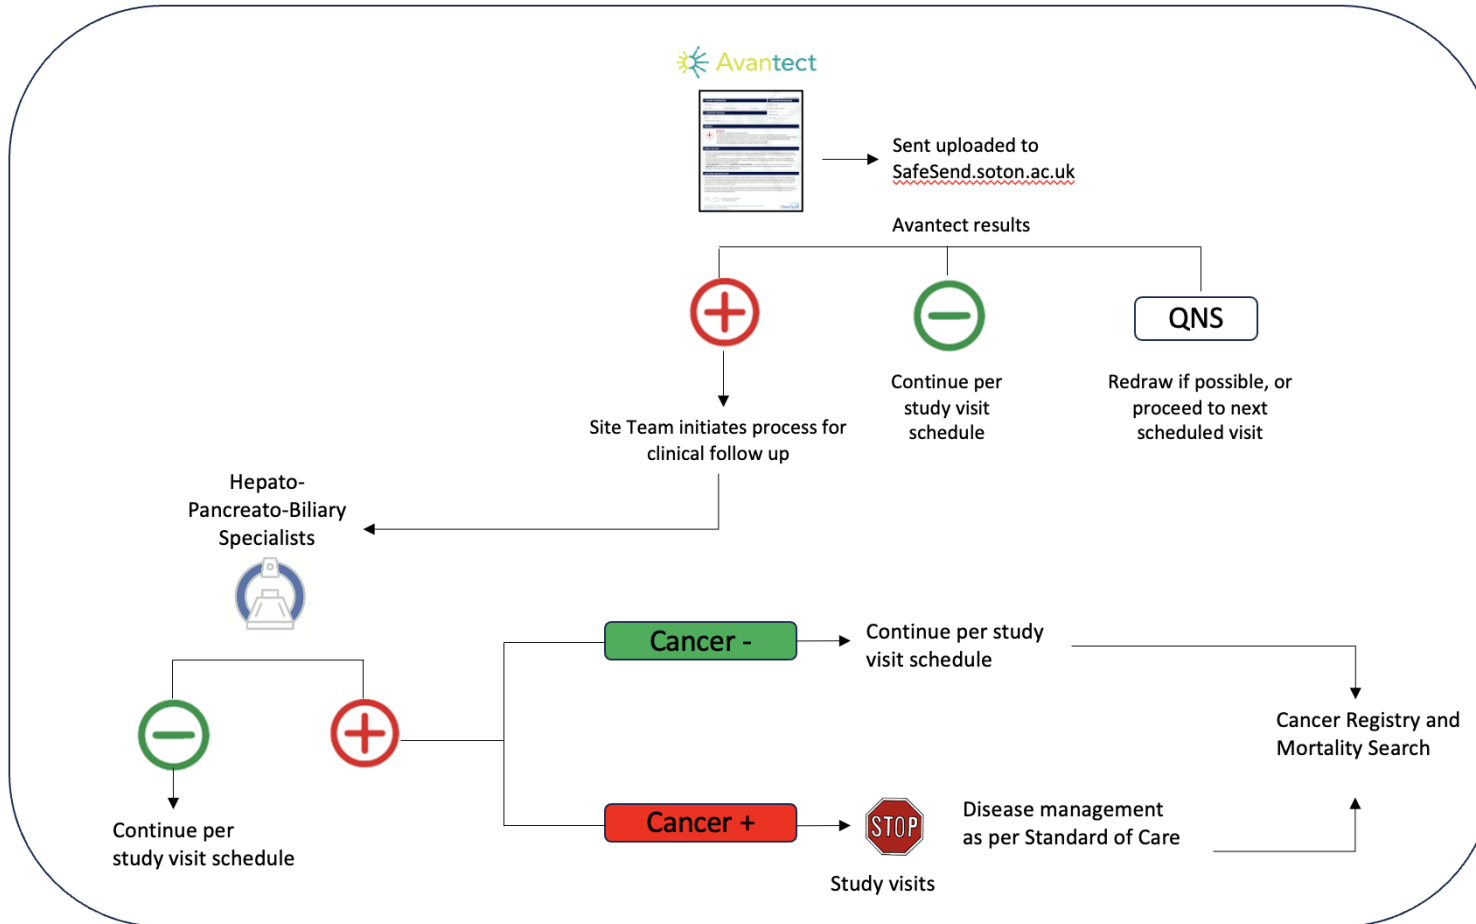 Avantect
Sent uploaded to
SafeSend.soton.ac.uk
Avantect results
QNS
Continue per
study visit
schedule
Redraw if possible, or
proceed to next
scheduled visit
Site Team initiates process for
clinical follow up
Hepato-
Pancreato-Biliary
Specialists
Cancer -
Continue per study
visit schedule
Cancer Registry and
Mortality Search
Continue per
study visit schedule
Cancer +
STOP
Study visits
Disease management
as per Standard of Care